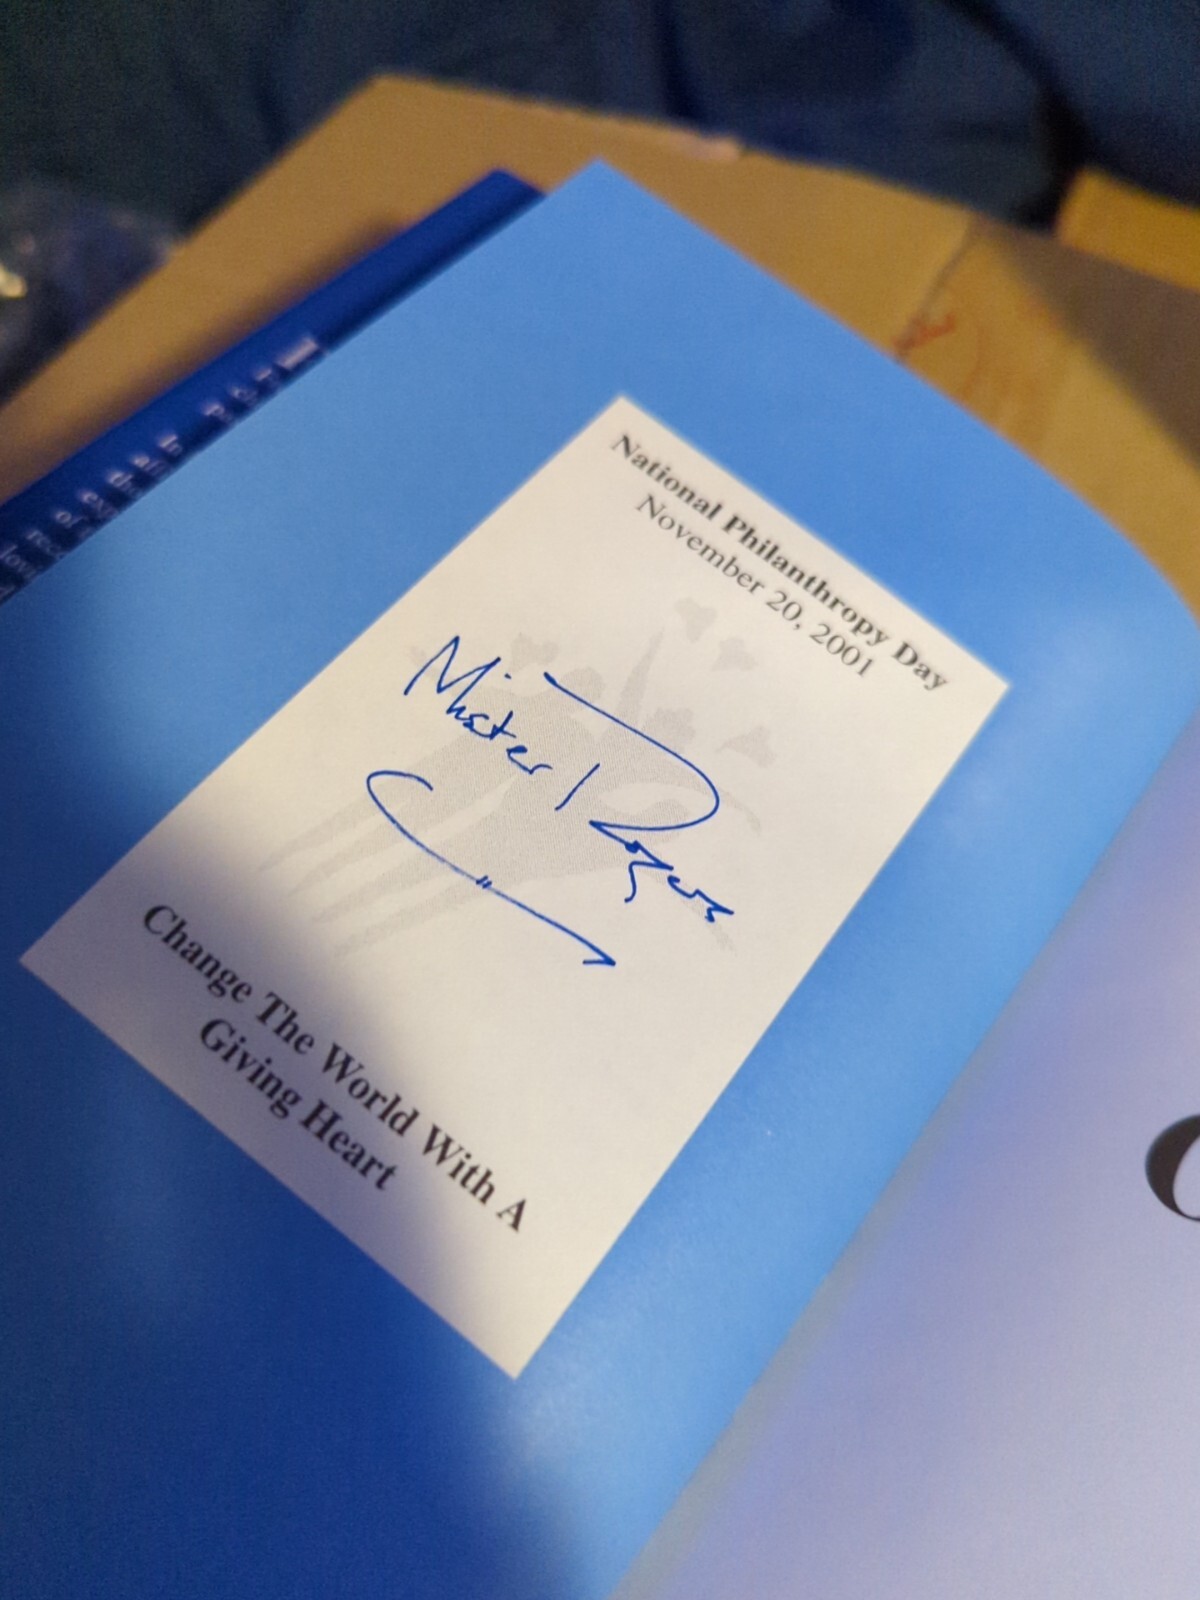 National Philanthropy Day
November 20, 2001
Mister Rogers
Change The World With A
Giving Heart